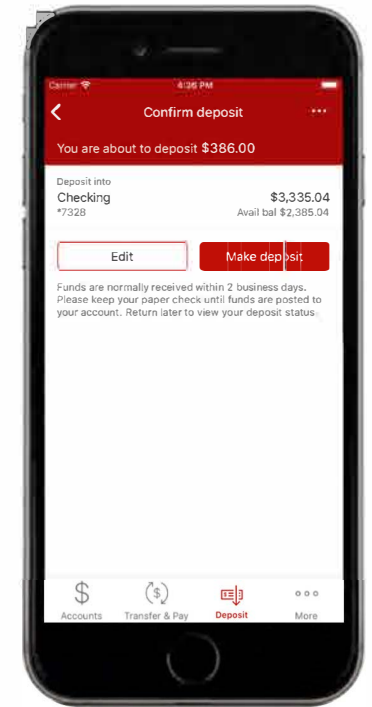 Carrier 4:26 PM
Confirm deposit
You are about to deposit $386.00
Deposit into
Checking $3,335.04
*7328 Avail bal $2,385.04
Edit Make deposit
Funds are normally received within 2 business days.
Please keep your paper check until funds are posted to
your account. Return later to view your deposit status.
Accounts Transfer & Pay Deposit More